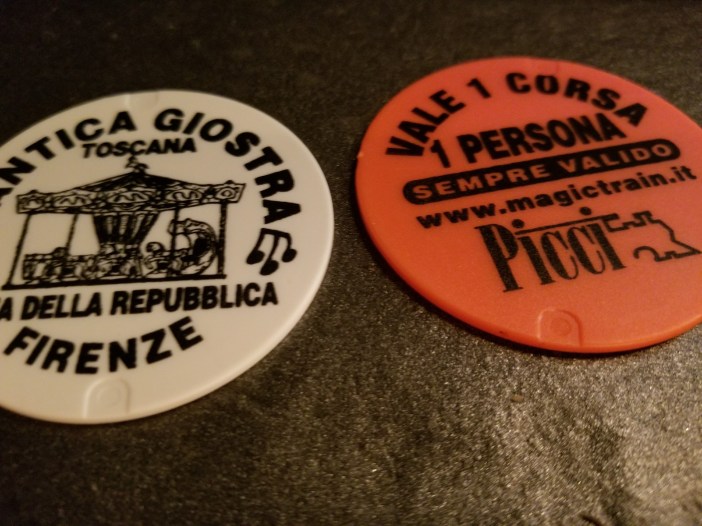 ANTICA GIOSTRA
TOSCANA
DELLA REPUBBLICA
FIRENZE
VALE 1 CORSA
1 PERSONA
SEMPRE VALIDO
www.magictrain.it
Picci